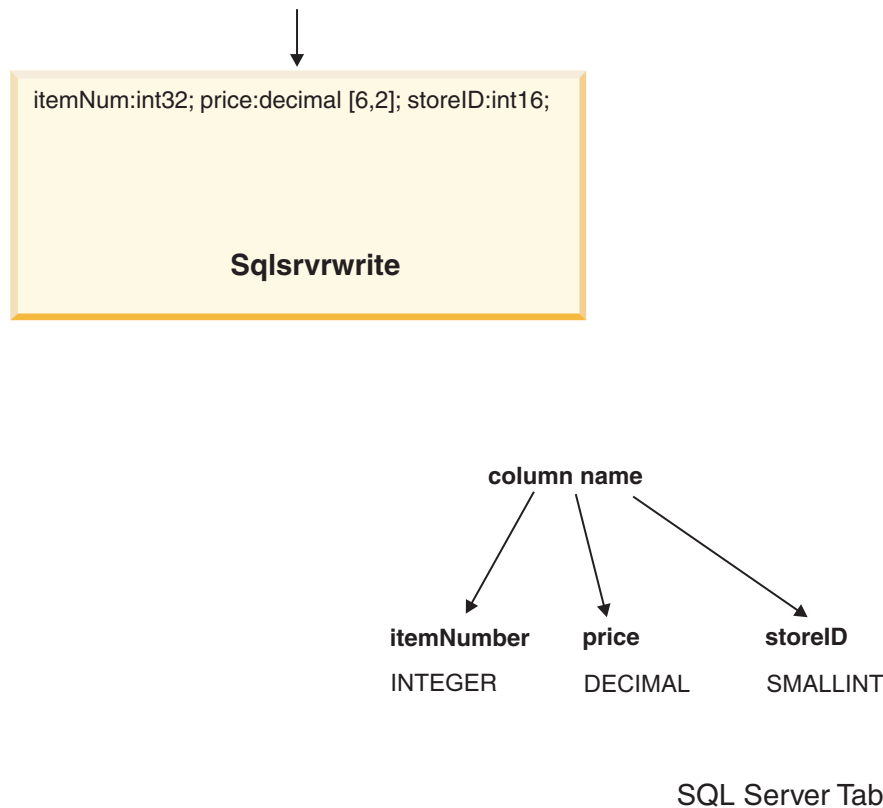 itemNum:int32; price:decimal [6,2]; storeID:int16;
Sqlsrvrwrite
column name
itemNumber price storeID
INTEGER DECIMAL SMALLINT
SQL Server Tab